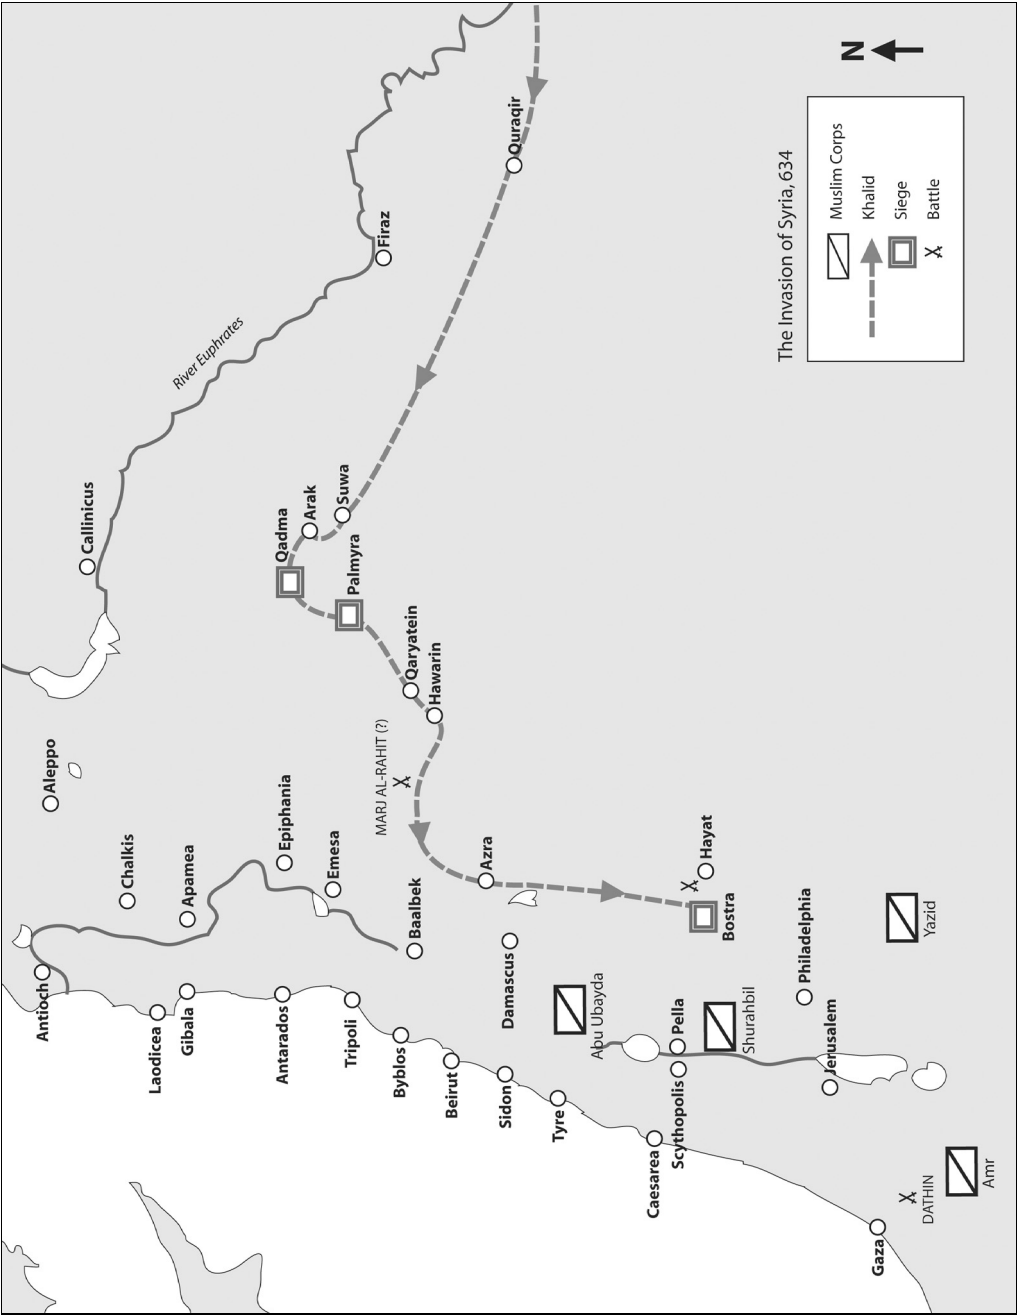 The Invasion of Syria, 634
Muslim Corps
Khalid
Siege
Battle
N
Antioch
Aleppo
Callinicus
Chalkis
Laodicea
Gibala
Apamea
River Euphrates
Antarados
Epiphania
Qadma
Arak
Emesa
Suwa
Tripoli
Palmyra
Firaz
MARJ AL-RAHIT (?)
Byblos
Baalbek
Qaryatein
Hawarin
Beirut
Azra
Sidon
Damascus
Quraqir
Tyre
Abu Ubayda
Caesarea
Scythopolis
Pella
Hayat
Bostra
Shurahbil
Philadelphia
Jerusalem
Gaza
DATHIN
Yazid
Amr